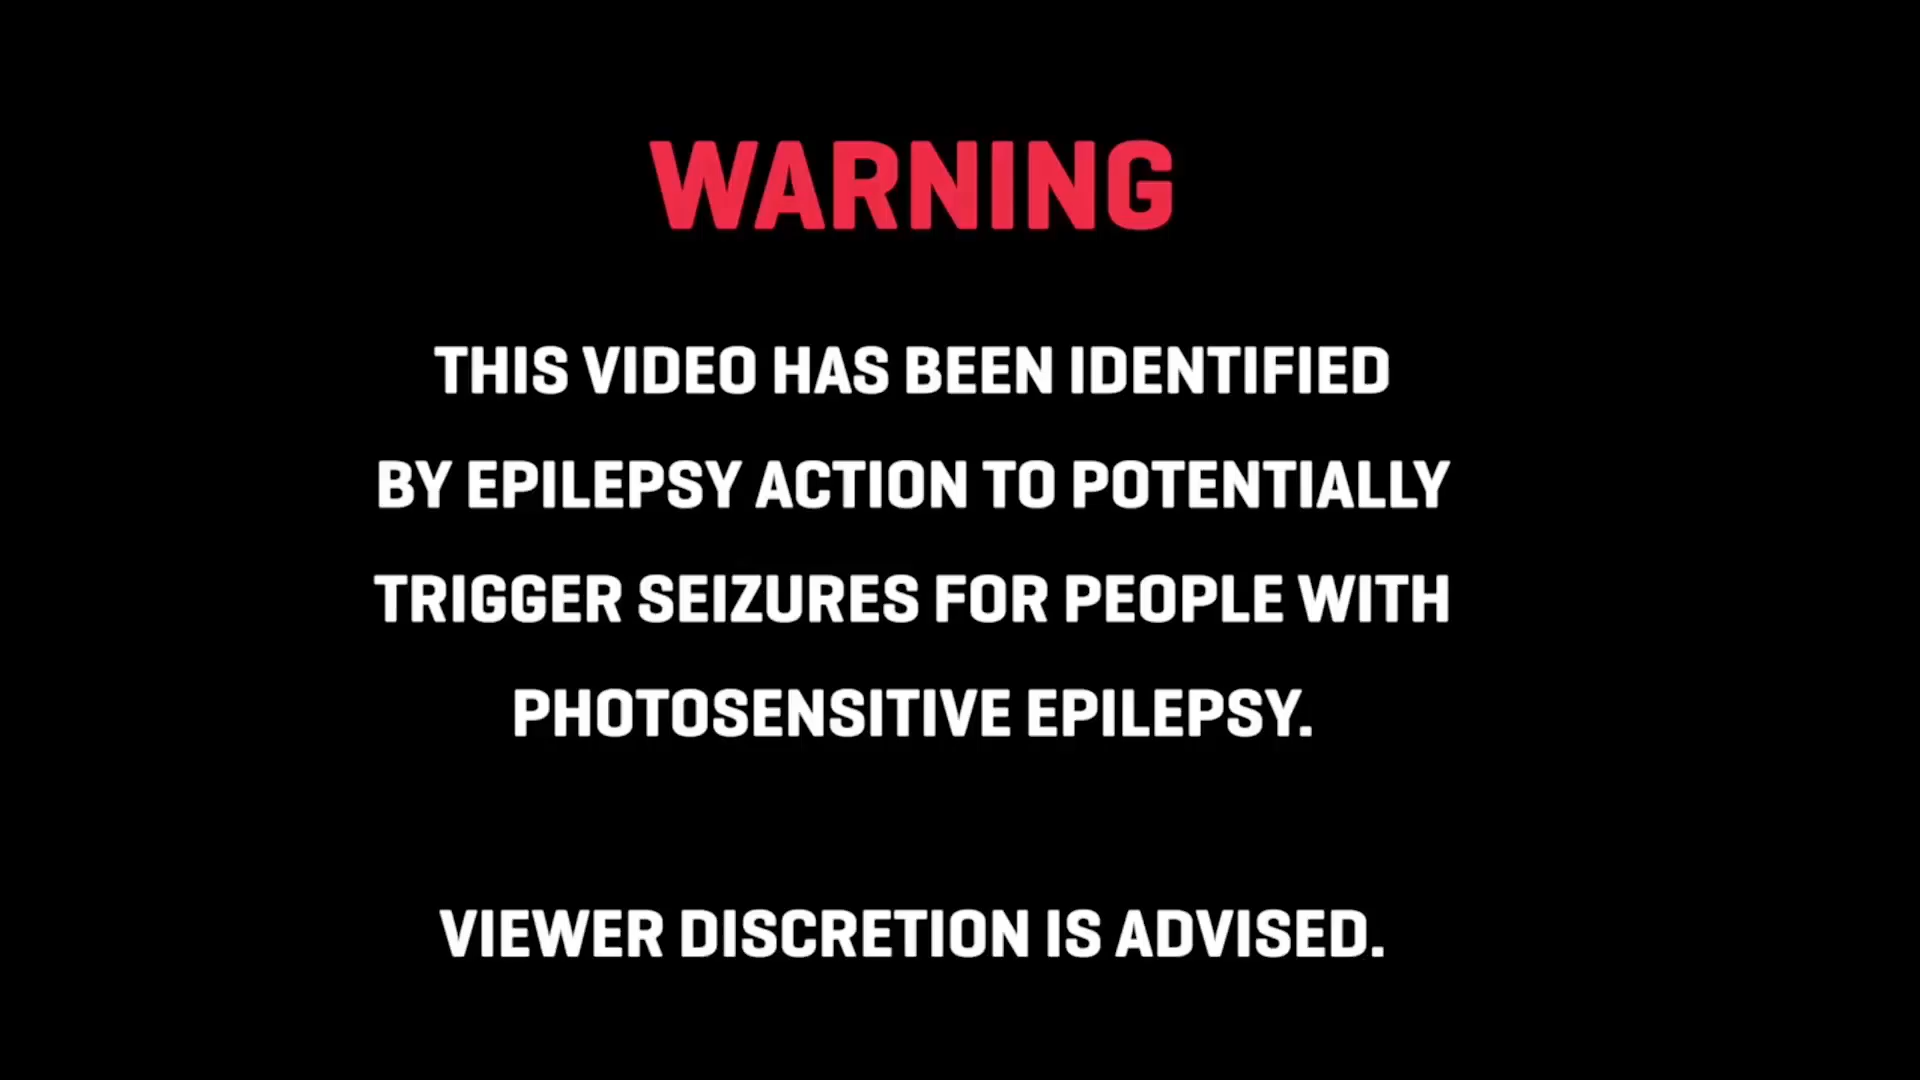 WARNING
THIS VIDEO HAS BEEN IDENTIFIED
BY EPILEPSY ACTION TO POTENTIALLY
TRIGGER SEIZURES FOR PEOPLE WITH
PHOTOSENSITIVE EPILEPSY.
VIEWER DISCRETION IS ADVISED.